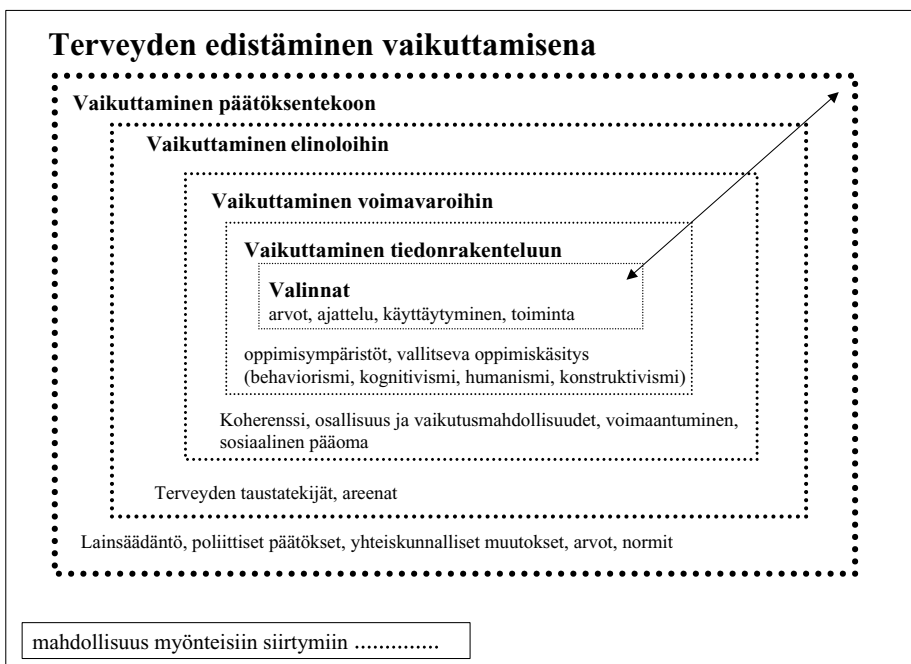 Terveyden edistäminen vaikuttamisena
Vaikuttaminen päätöksentekoon
Vaikuttaminen elinoloihin
Vaikuttaminen voimavaroihin
Vaikuttaminen tiedonrakenteluun
Valinnat
arvot, ajattelu, käyttäytyminen, toiminta
oppimisympäristöt, vallitseva oppimiskäsitys
(behaviorismi, kognitivismi, humanismi, konstruktivismi)
Koherenssi, osallisuus ja vaikutusmahdollisuudet, voimaantuminen,
sosiaalinen pääoma
Terveyden taustatekijät, areenat
Lainsäädäntö, poliittiset päätökset, yhteiskunnalliset muutokset, arvot, normit
mahdollisuus myönteisiin siirtymiin ..............